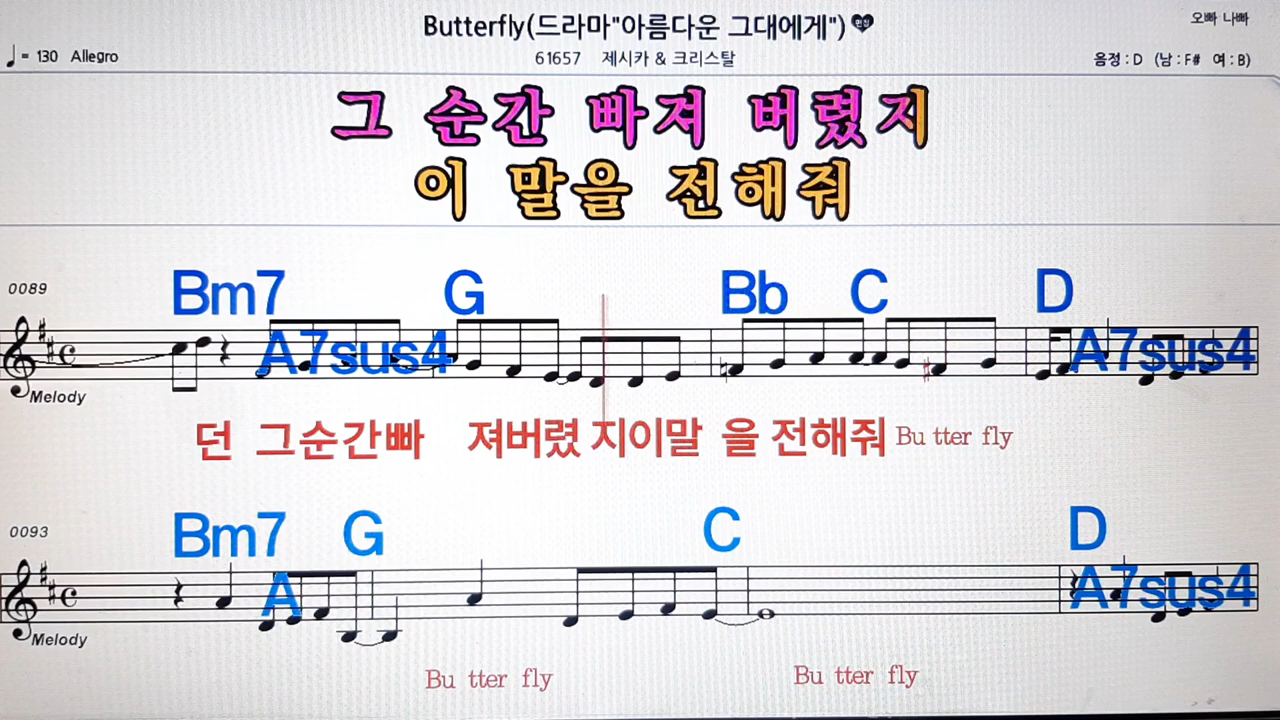 Butterfly(드라마"아름다운 그대에게")
오빠 나빠
♩= 130 Allegro
61657 제시카 & 크리스탈
음정 : D (남 : F# 여 : B)
그 순간 빠져 버렸지
이 말을 전해줘
0089
Bm7 G Bb C D
A7sus4 A7sus4
Melody
던 그순간빠 져버렸 지이말 을 전해줘 Bu tter fly
0093
Bm7 G C D
A A7sus4
Melody
Bu tter fly Bu tter fly